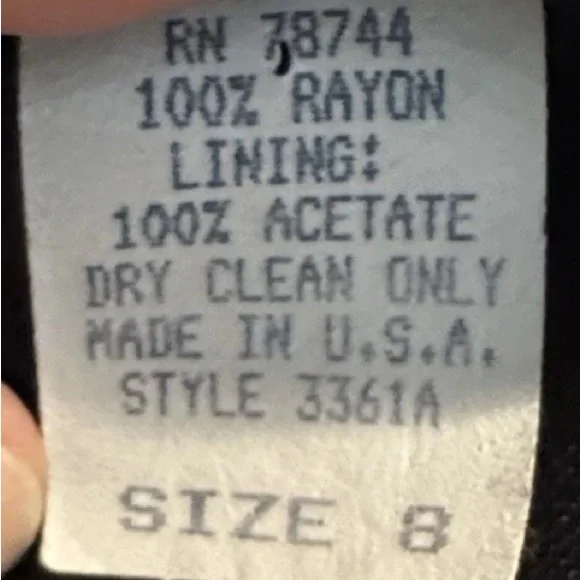 RN 78744
100% RAYON
LINING:
100% ACETATE
DRY CLEAN ONLY
MADE IN U.S.A.
STYLE 3361A
SIZE 8